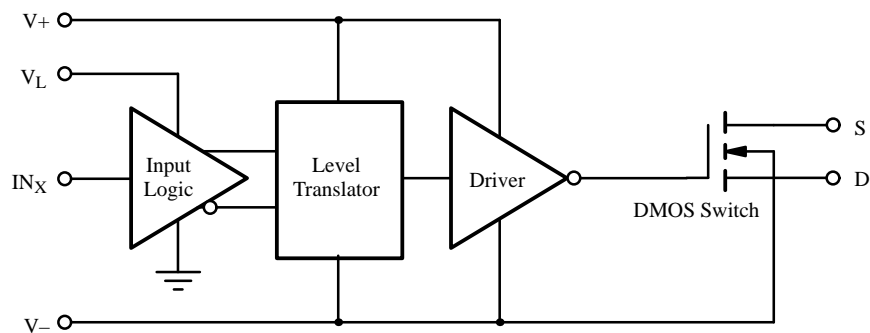 V+
VL
INX
V–
Input
Logic
Level
Translator
Driver
S
D
DMOS Switch